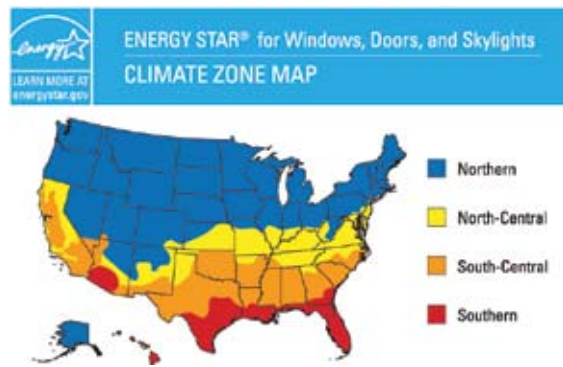 energy
LEARN MORE AT
energystar.gov
ENERGY STAR® for Windows, Doors, and Skylights
CLIMATE ZONE MAP
Northern
North-Central
South-Central
Southern